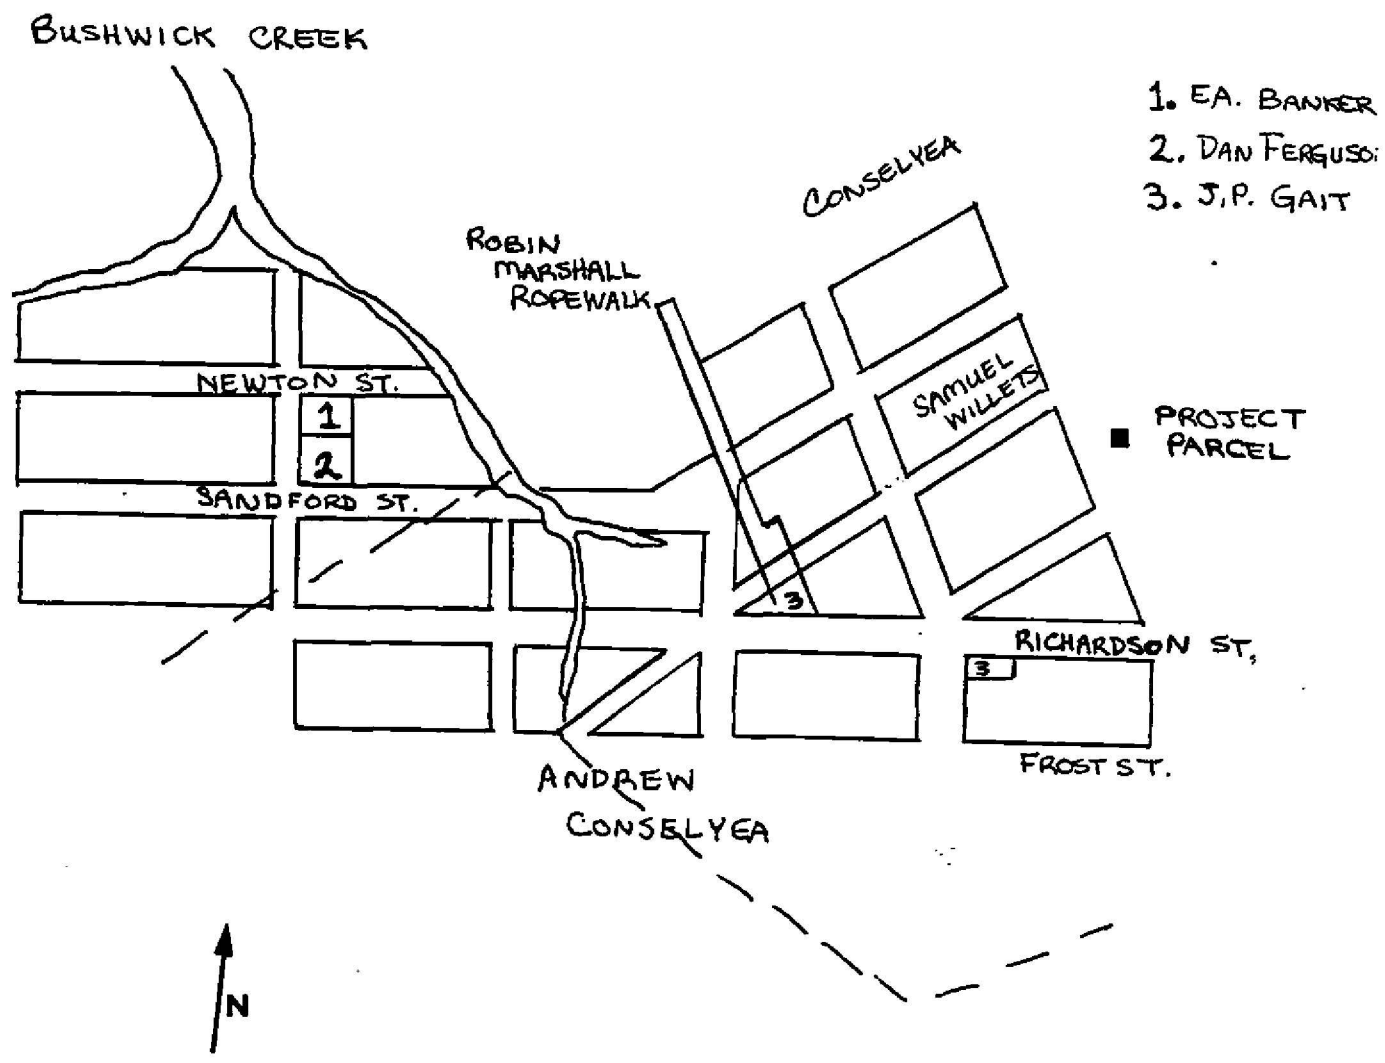 BUSHWICK CREEK
1. EA. BANKER
2. DAN FERGUSO
3. J.P. GAIT
CONSELYEA
ROBIN
MARSHALL
ROPEWALK
NEWTON ST.
1
2
SANDFORD ST.
SAMUEL
WILLETS
PROJECT
PARCEL
3
RICHARDSON ST.
3
FROST ST.
ANDREW
CONSELYEA
N